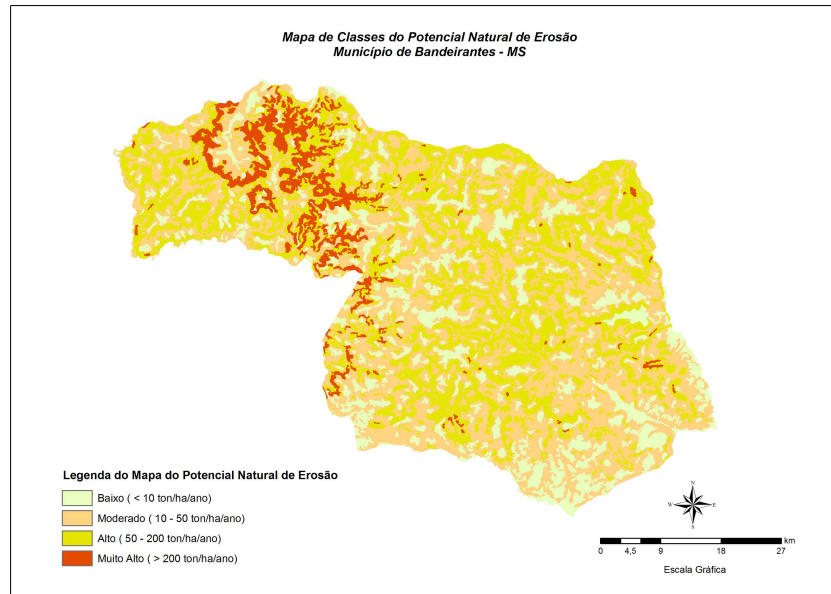 Mapa de Classes do Potencial Natural de Erosão
Município de Bandeirantes - MS
Legenda do Mapa do Potencial Natural de Erosão
Baixo ( < 10 ton/ha/ano)
Moderado ( 10 - 50 ton/ha/ano)
Alto ( 50 - 200 ton/ha/ano)
Muito Alto ( > 200 ton/ha/ano)
N
W E
S
km
0 4,5 9 18 27
Escala Gráfica